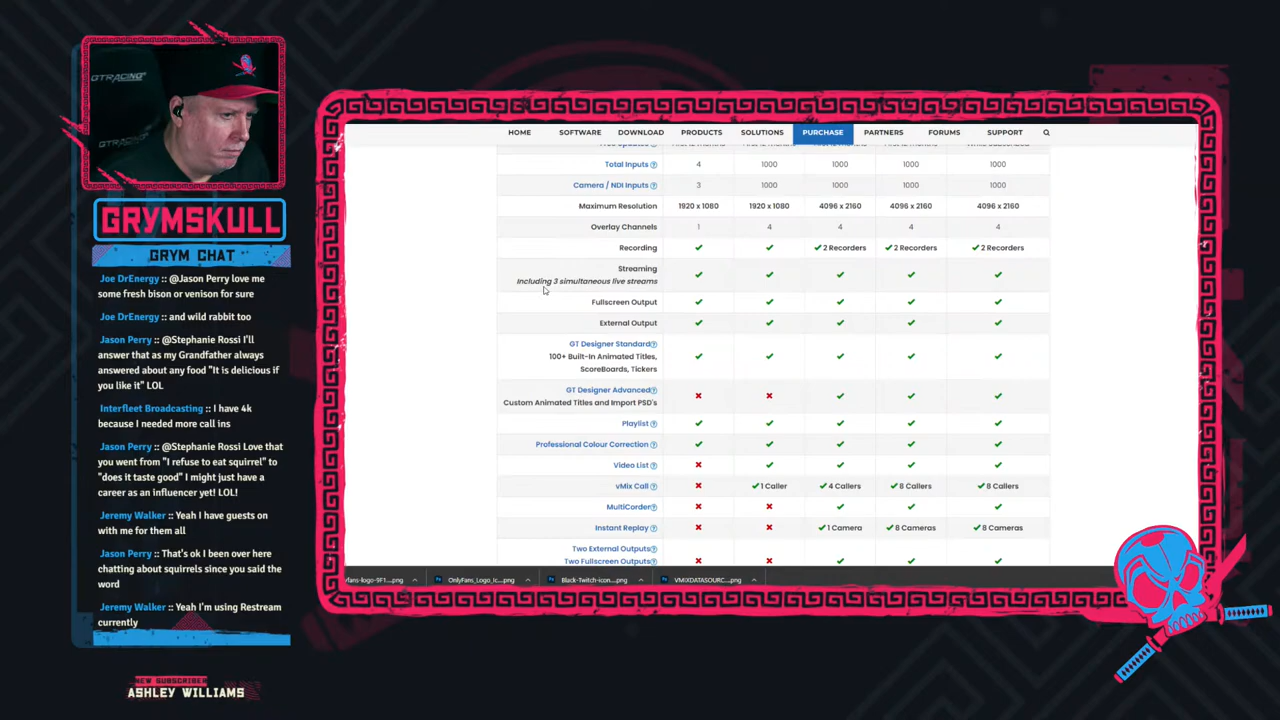 GTRACING
GRYMSKULL
GRYM CHAT
Joe DrEnergy :: @Jason Perry love me
some fresh bison or venison for sure
Joe DrEnergy :: and wild rabbit too
Jason Perry :: @Stephanie Rossi I'll
answer that as my Grandfather always
answered about any food "It is delicious if
you like it" LOL
Interfleet Broadcasting :: I have 4k
because I needed more call ins
Jason Perry :: @Stephanie Rossi Love that
you went from "I refuse to eat squirrel" to
"does it taste good" I might just have a
career as an influencer yet! LOL!
Jeremy Walker :: Yeah I have guests on
with me for them all
Jason Perry :: That's ok I been over here
chatting about squirrels since you said the
word
Jeremy Walker :: Yeah I'm using Restream
currently
NEW SUBSCRIBER
ASHLEY WILLIAMS
HOME SOFTWARE DOWNLOAD PRODUCTS SOLUTIONS PURCHASE PARTNERS FORUMS SUPPORT
Total Inputs 4 1000 1000 1000 1000
Camera / NDI Inputs 3 1000 1000 1000 1000
Maximum Resolution 1920 x 1080 1920 x 1080 4096 x 2160 4096 x 2160 4096 x 2160
Overlay Channels 1 4 4 4 4
Recording 2 Recorders 2 Recorders 2 Recorders
Streaming
Including 3 simultaneous live streams
Fullscreen Output
External Output
GT Designer Standard
100+ Built-In Animated Titles,
ScoreBoards, Tickers
GT Designer Advanced
Custom Animated Titles and Import PSD's
Playlist
Professional Colour Correction
Video List
vMix Call 1 Caller 4 Callers 8 Callers 8 Callers
MultiCorder
Instant Replay 1 Camera 8 Cameras 8 Cameras
Two External Outputs
Two Fullscreen Outputs
fans-logo-9F1....png OnlyFans_Logo_Ic....png Black-Twitch-icon....png VMIXDATASOURC....png